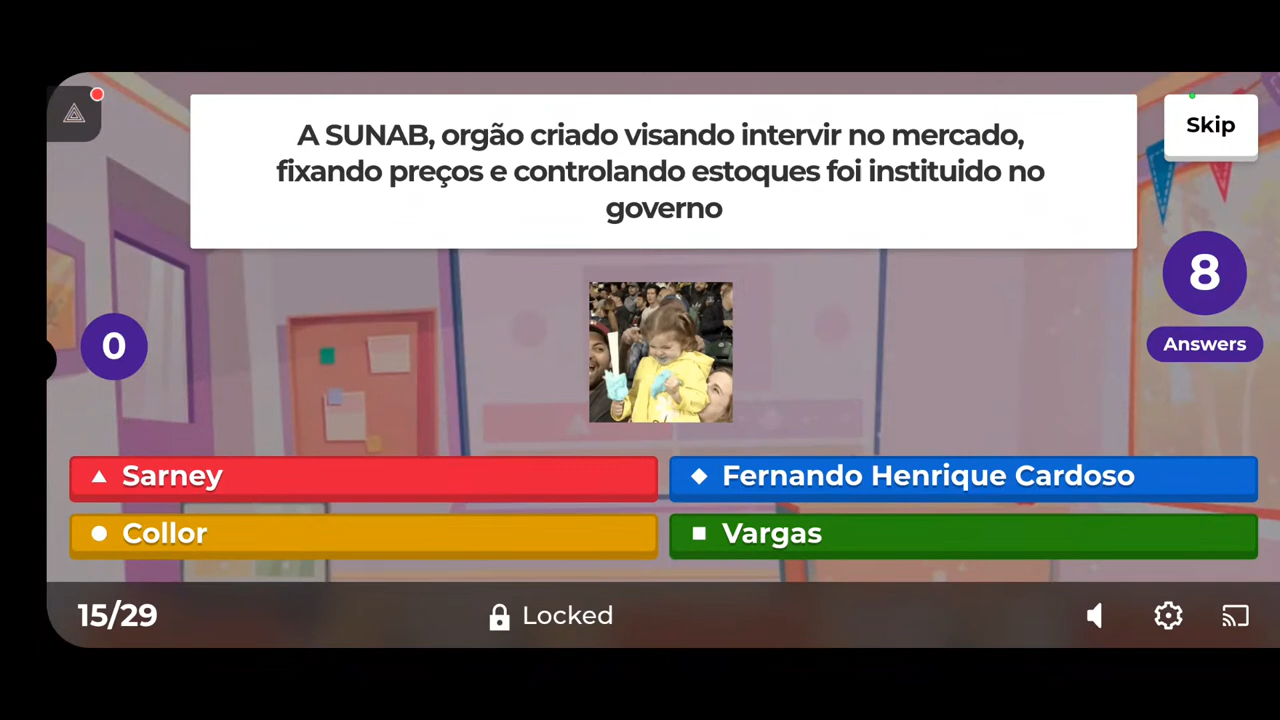 A SUNAB, orgão criado visando intervir no mercado,
fixando preços e controlando estoques foi instituido no
governo
Skip
8
Answers
0
Sarney
Fernando Henrique Cardoso
Collor
Vargas
15/29
Locked